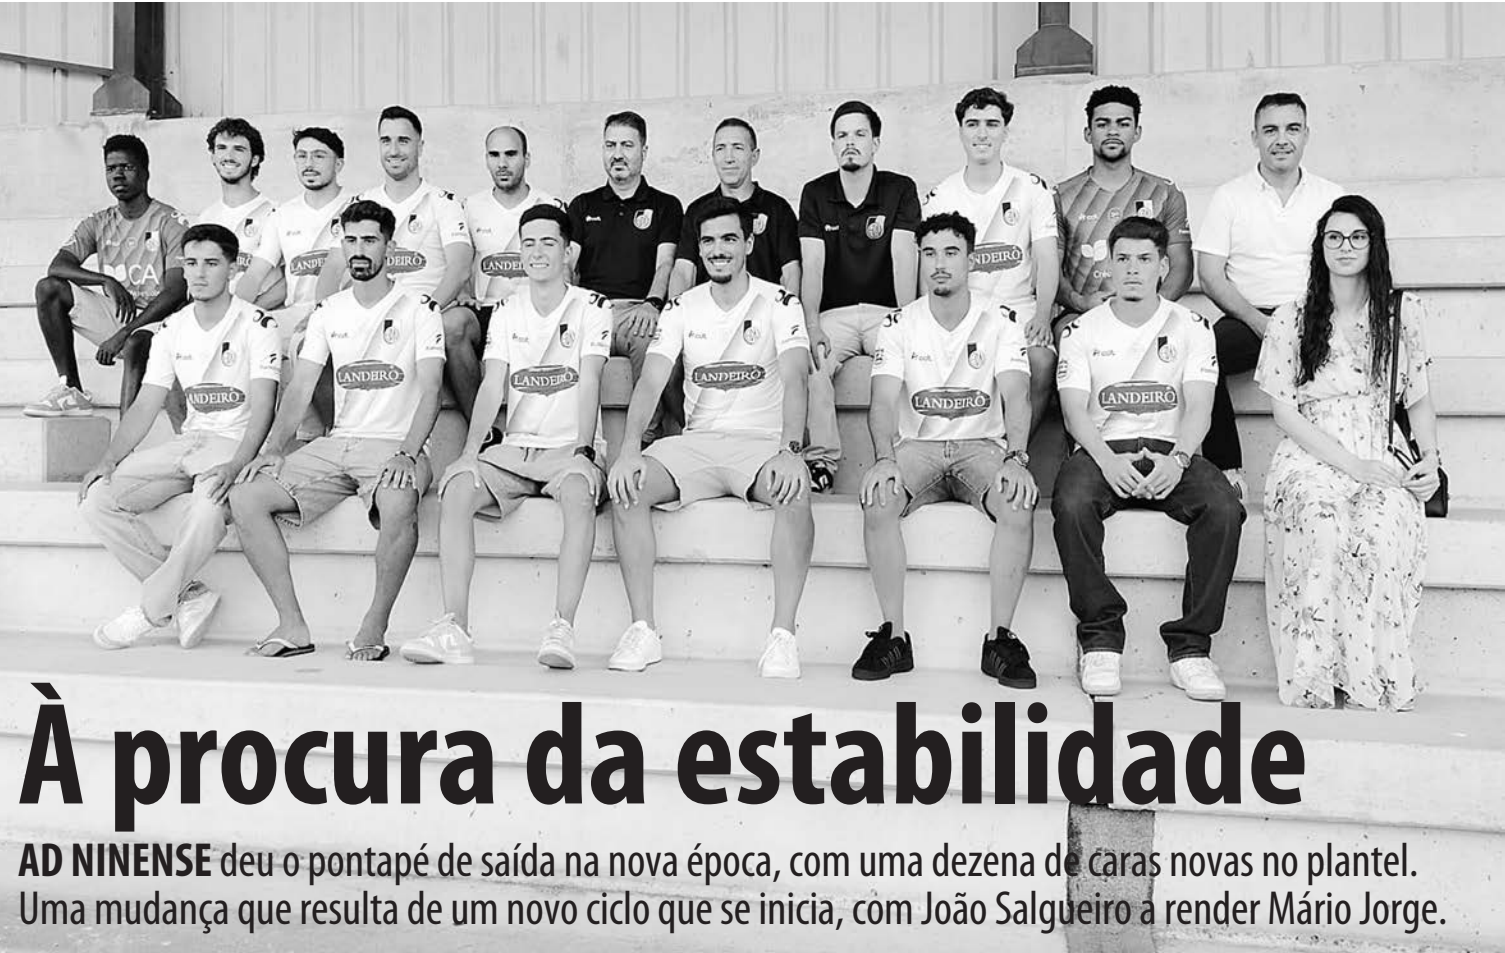 CA
Créd
LANDEIRO
LANDEIRO
LANDEIRO
LANDEIRO
LANDEIRO
LANDEIRO
LANDEIRO
LANDEIRO
LANDEIRO
À procura da estabilidade
AD NINENSE deu o pontapé de saída na nova época, com uma dezena de caras novas no plantel.
Uma mudança que resulta de um novo ciclo que se inicia, com João Salgueiro a render Mário Jorge.